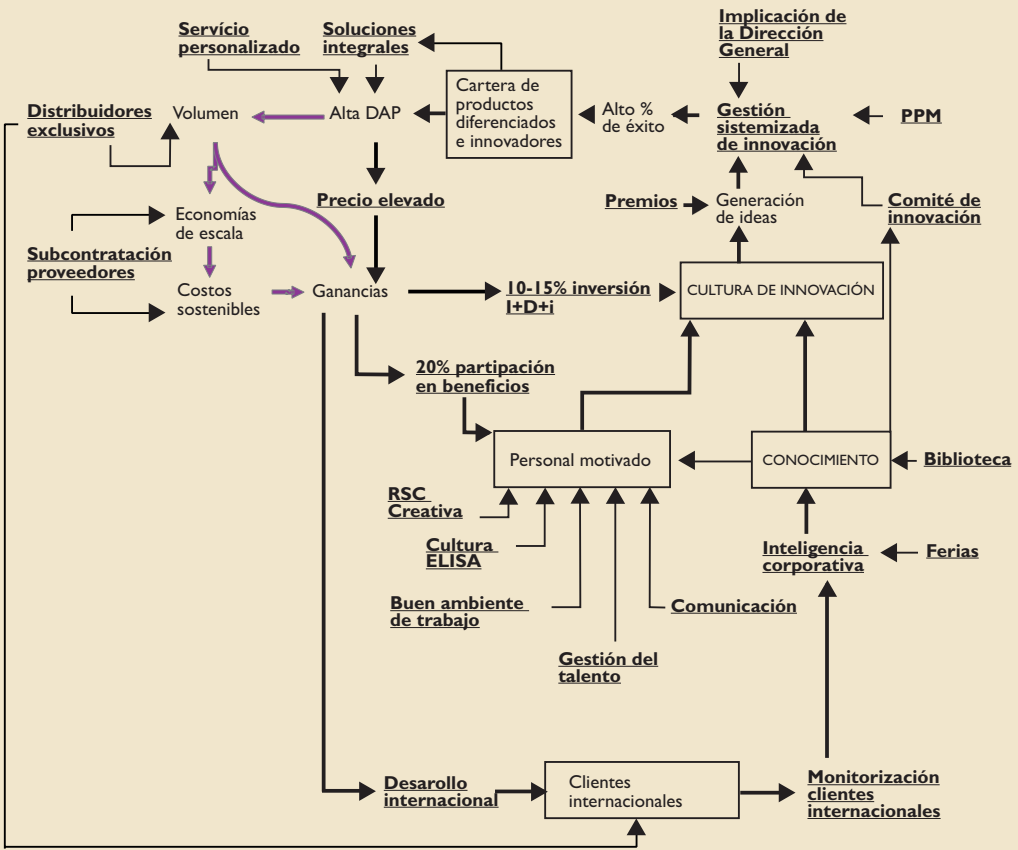 Servício
personalizado
Soluciones
integrales
Implicación de
la Dirección
General
Distribuidores
exclusivos
Volumen
Alta DAP
Cartera de
productos
diferenciados
e innovadores
Alto %
de éxito
Gestión
sistemizada
de innovación
PPM
Precio elevado
Premios
Generación
de ideas
Comité de
innovación
Economías
de escala
Subcontratación
proveedores
Costos
sostenibles
Ganancias
10-15% inversión
I+D+i
CULTURA DE INNOVACIÓN
20% partipación
en beneficios
Personal motivado
CONOCIMIENTO
Biblioteca
RSC
Creativa
Cultura
ELISA
Inteligencia
corporativa
Ferias
Buen ambiente
de trabajo
Comunicación
Gestión del
talento
Desarollo
internacional
Clientes
internacionales
Monitorización
clientes
internacionales